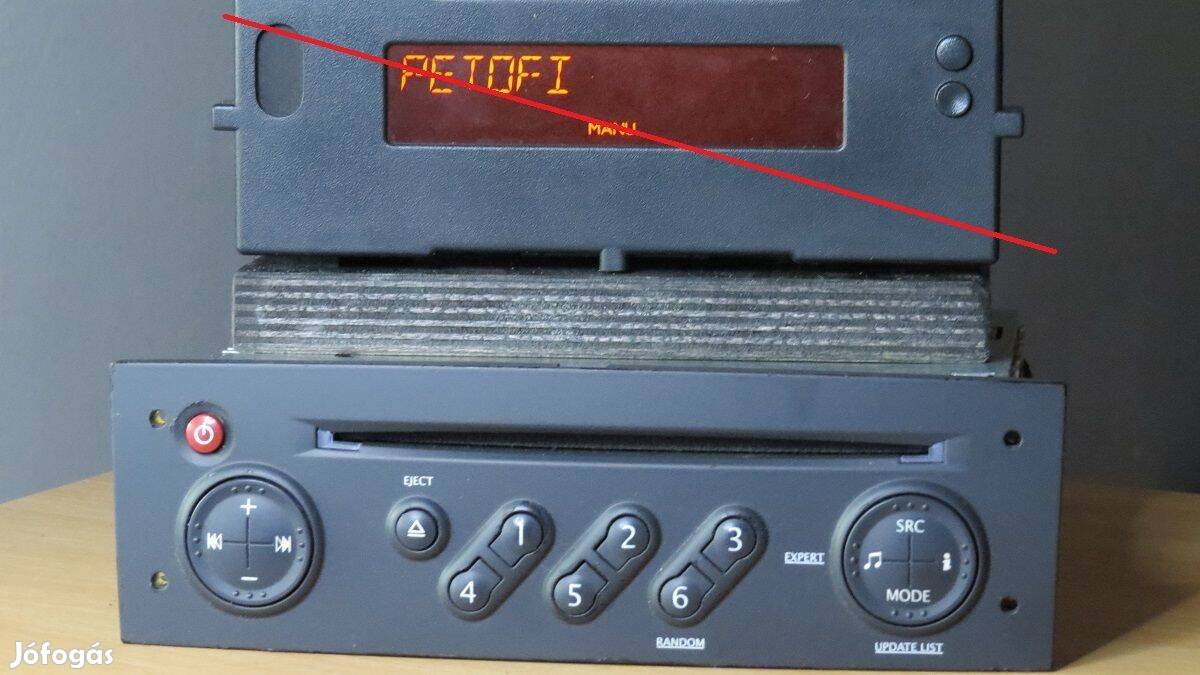 PETOFI
MANU
EJECT
+
-
1
2
3
4
5
6
RANDOM
EXPERT
SRC
i
MODE
UPDATE LIST
Jófogás